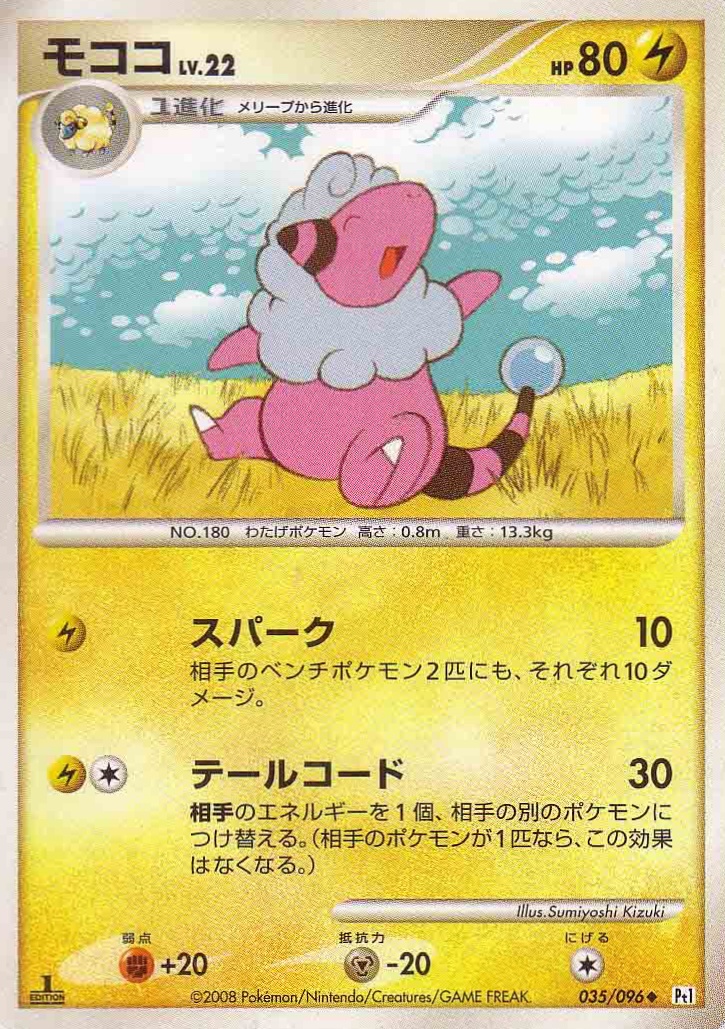 モココ LV.22 HP 80
1進化 メリープから進化
NO.180 わたげポケモン 高さ：0.8m 重さ：13.3kg
スパーク 10
相手のベンチポケモン2匹にも、それぞれ10ダ
メージ。
テールコード 30
相手のエネルギーを1個、相手の別のポケモンに
つけ替える。（相手のポケモンが1匹なら、この効果
はなくなる。）
Illus.Sumiyoshi Kizuki
弱点 抵抗力 にげる
+20 -20
1 EDITION ©2008 Pokémon/Nintendo/Creatures/GAME FREAK. 035/096 Pt1